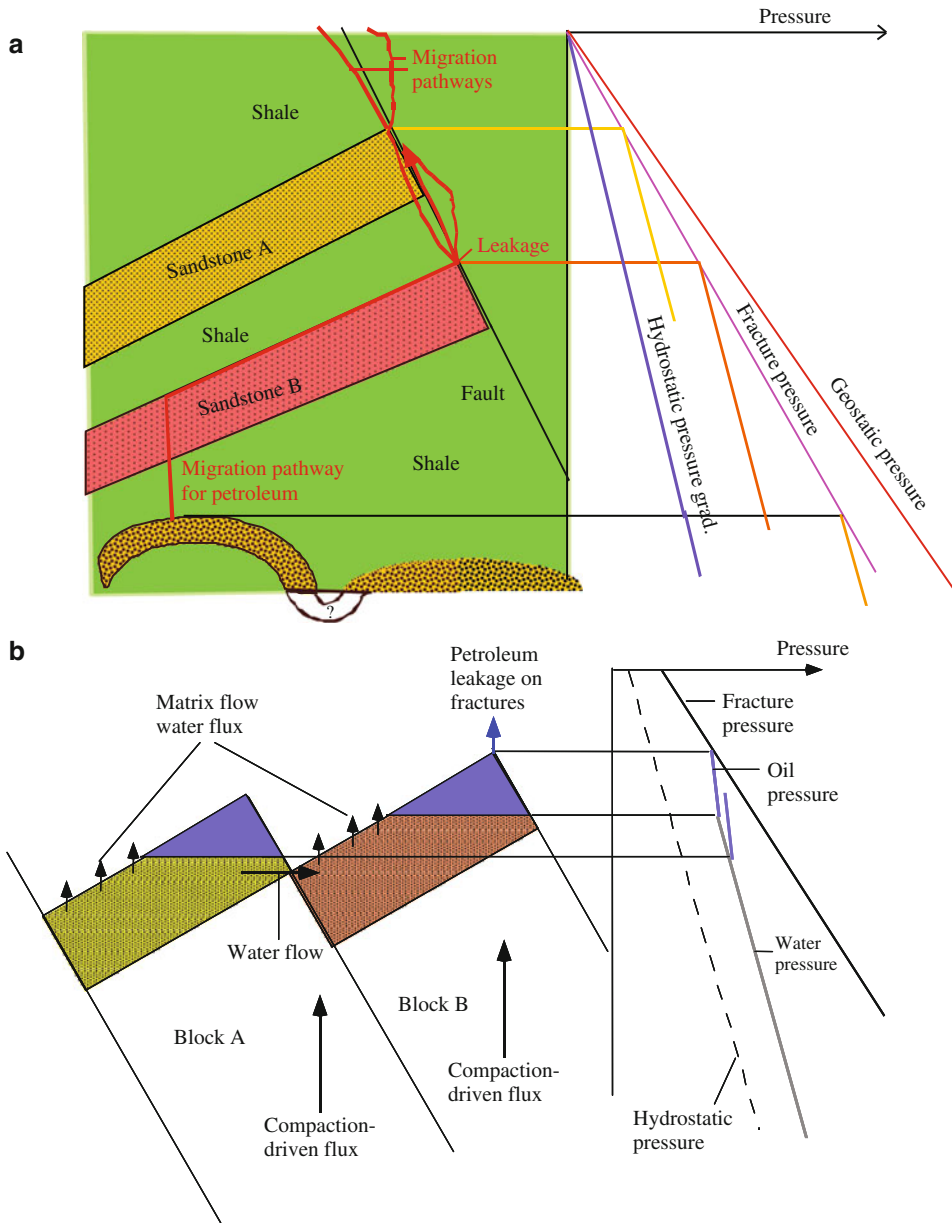 a
Pressure
Migration
pathways
Shale
Sandstone A
Leakage
Shale
Sandstone B
Fault
Shale
Migration pathway
for petroleum
?
Hydrostatic pressure grad.
Fracture pressure
Geostatic pressure
b
Petroleum
leakage on
fractures
Pressure
Matrix flow
water flux
Fracture
pressure
Oil
pressure
Water flow
Water
pressure
Block A
Block B
Compaction-
driven flux
Compaction-
driven flux
Hydrostatic
pressure